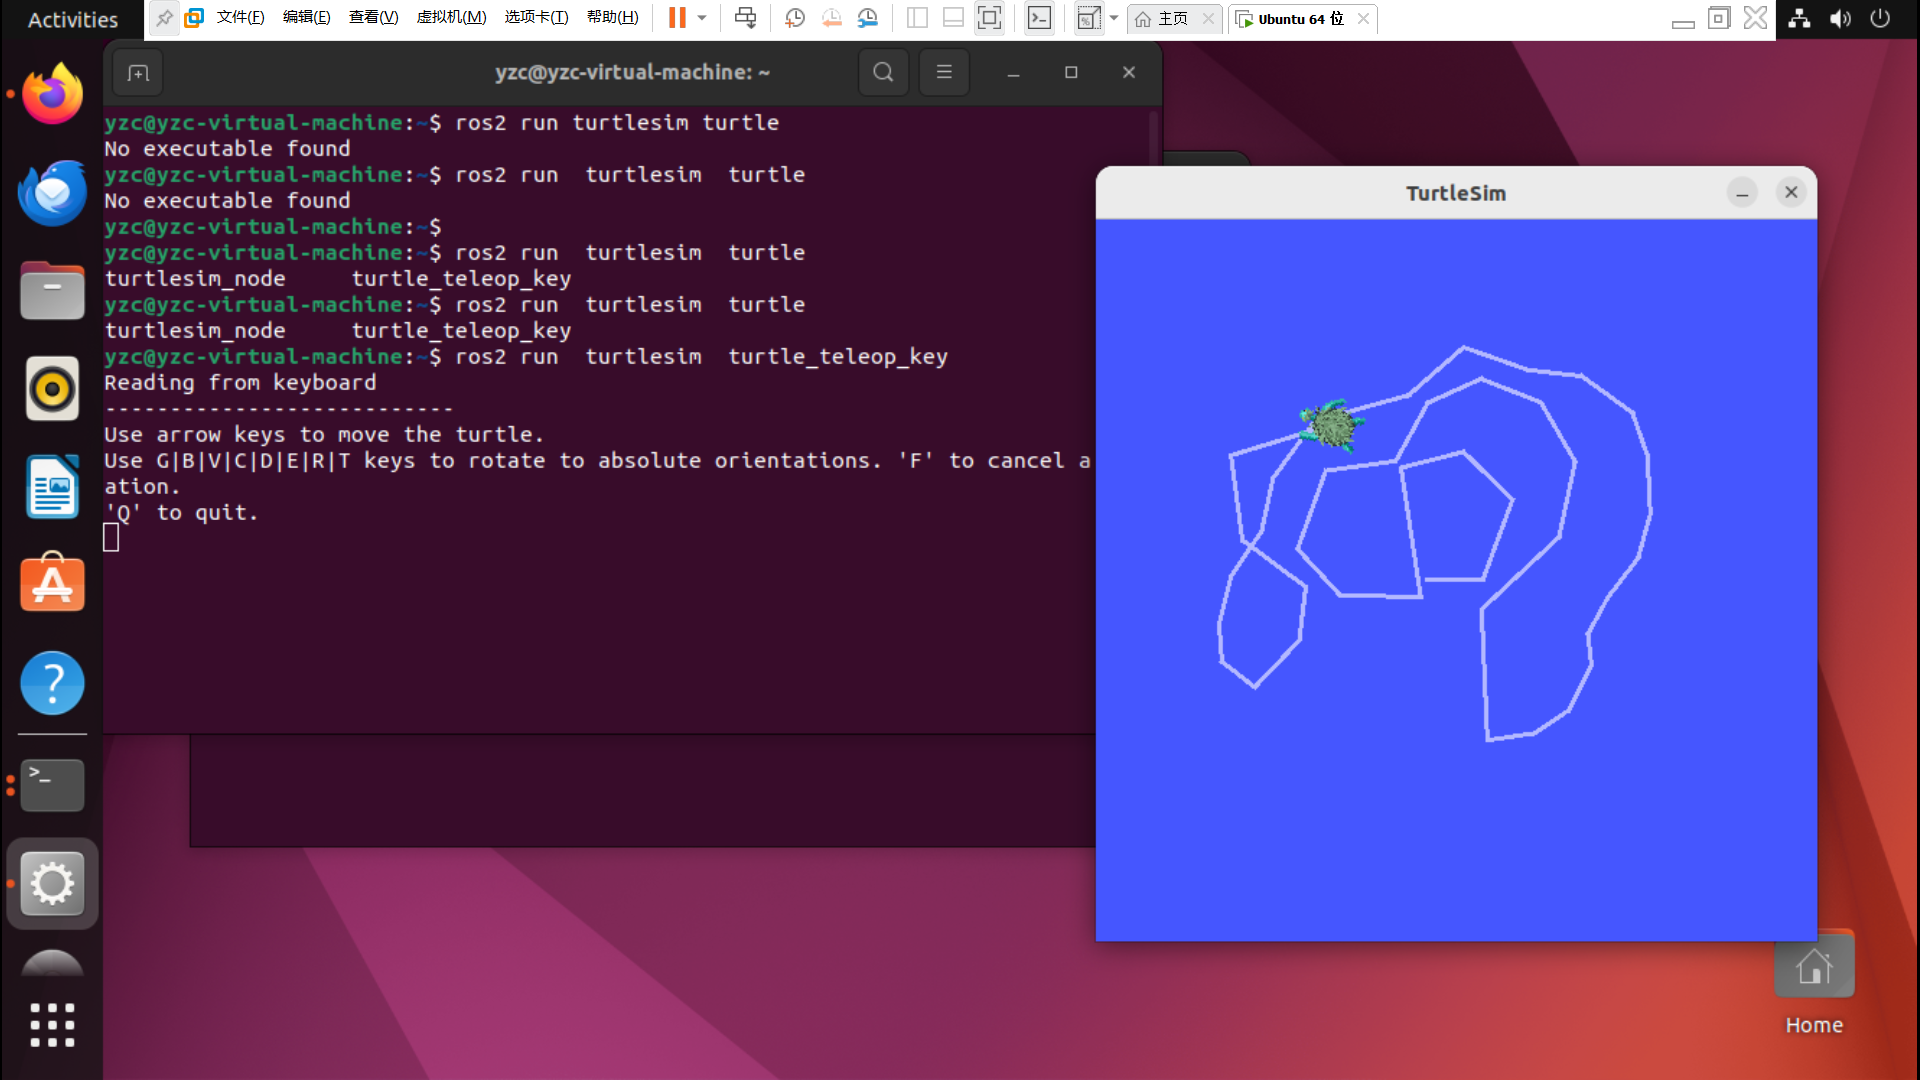 Activities
文件(F) 编辑(E) 查看(V) 虚拟机(M) 选项卡(T) 帮助(H) 主页 Ubuntu 64 位
yzc@yzc-virtual-machine: ~
yzc@yzc-virtual-machine:~$ ros2 run turtlesim turtle
No executable found
yzc@yzc-virtual-machine:~$ ros2 run  turtlesim  turtle
No executable found
yzc@yzc-virtual-machine:~$
yzc@yzc-virtual-machine:~$ ros2 run  turtlesim  turtle
turtlesim_node     turtle_teleop_key
yzc@yzc-virtual-machine:~$ ros2 run  turtlesim  turtle
turtlesim_node     turtle_teleop_key
yzc@yzc-virtual-machine:~$ ros2 run  turtlesim  turtle_teleop_key
Reading from keyboard
---------------------------
Use arrow keys to move the turtle.
Use G|B|V|C|D|E|R|T keys to rotate to absolute orientations. 'F' to cancel a
ation.
'Q' to quit.
TurtleSim
Home